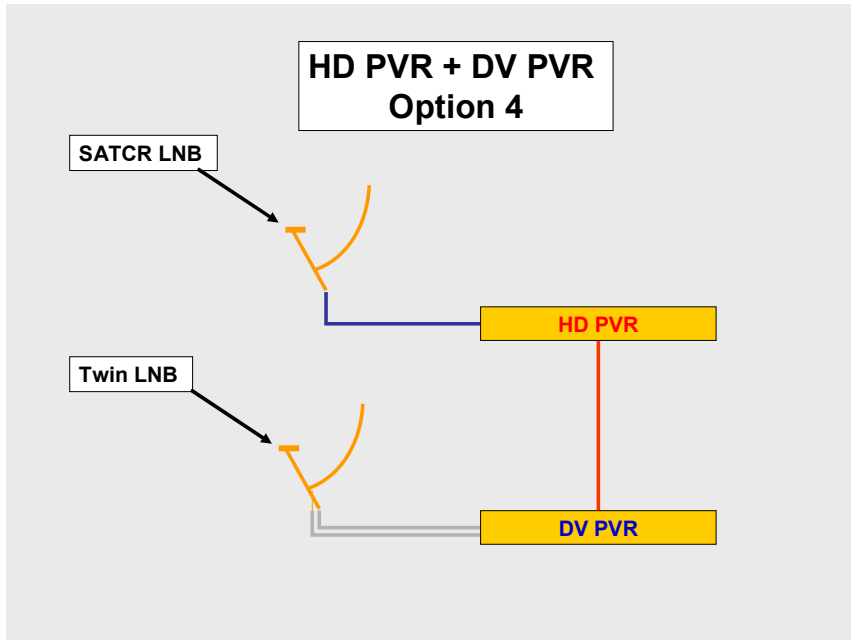 HD PVR + DV PVR
Option 4
SATCR LNB
HD PVR
Twin LNB
DV PVR